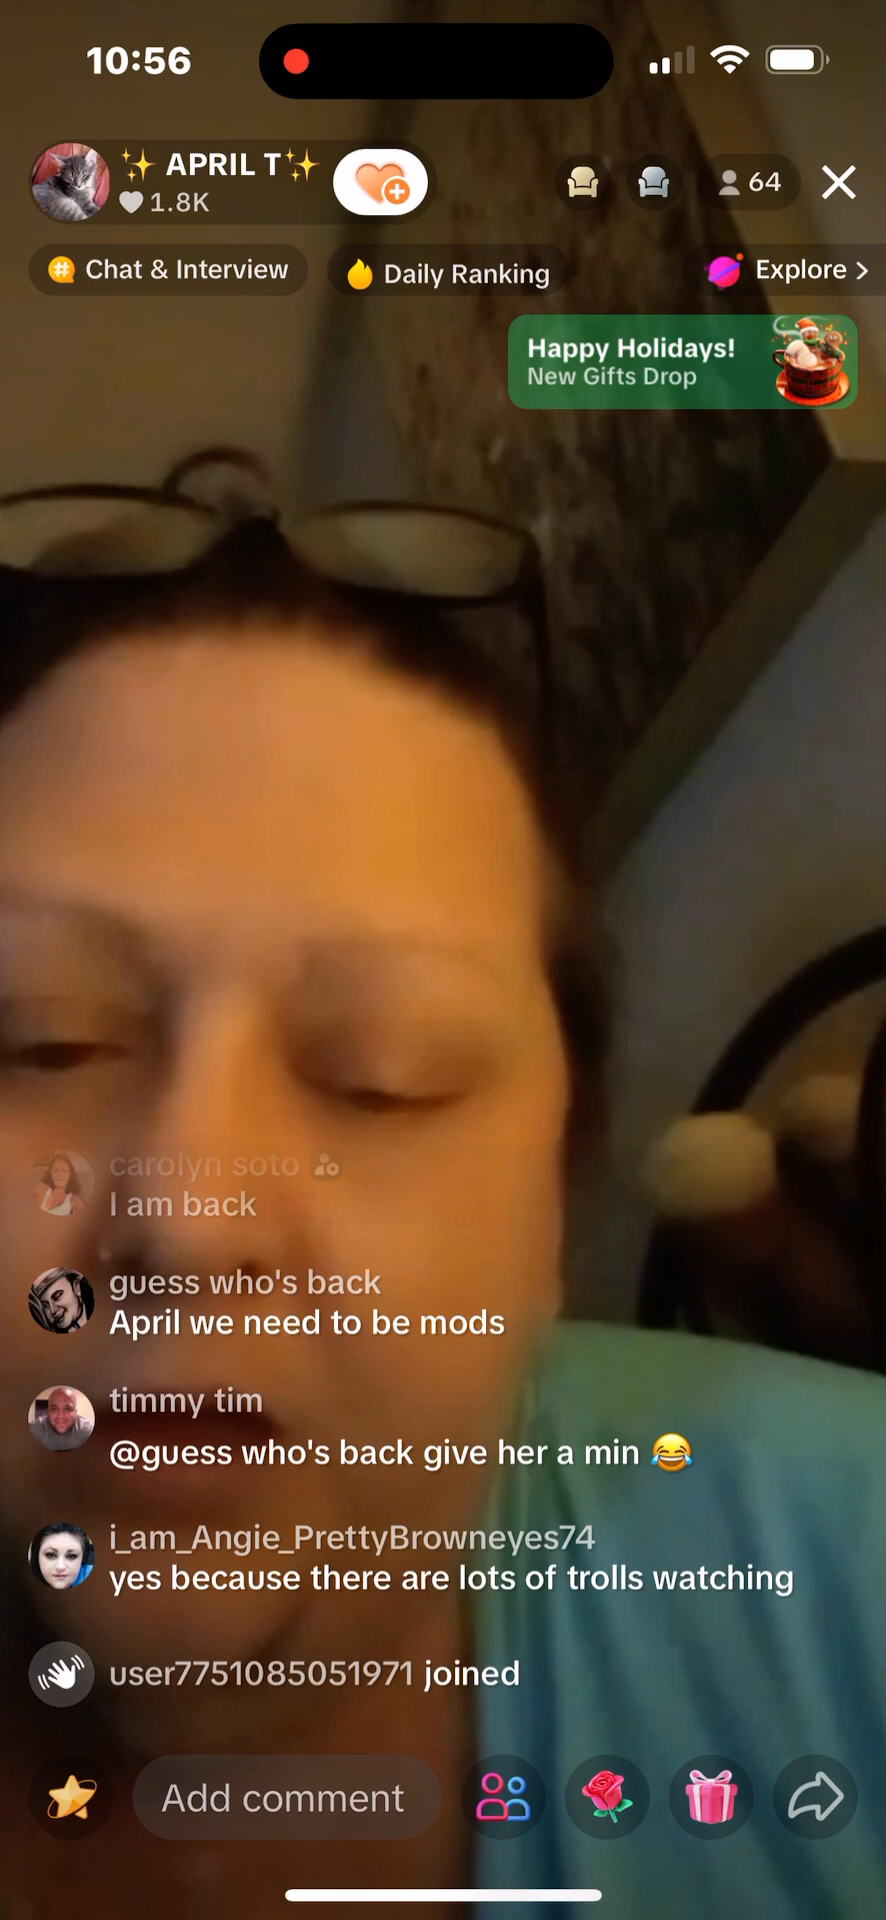 10:56
✨ APRIL T✨
1.8K
64
Chat & Interview
Daily Ranking
Explore >
Happy Holidays!
New Gifts Drop
carolyn soto
I am back
guess who's back
April we need to be mods
timmy tim
@guess who's back give her a min 😂
i_am_Angie_PrettyBrowneyes74
yes because there are lots of trolls watching
user7751085051971 joined
Add comment